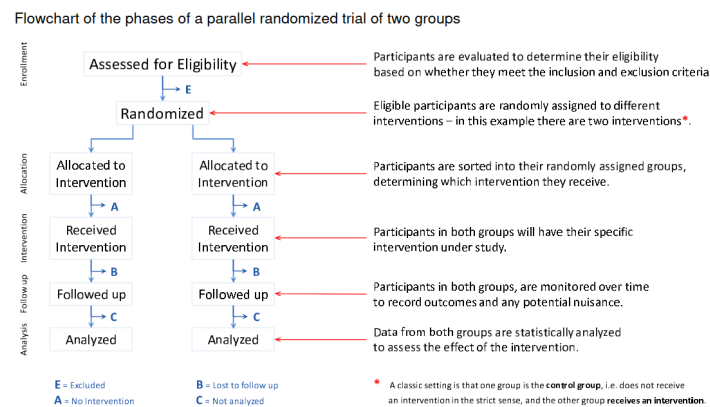 Flowchart of the phases of a parallel randomized trial of two groups
Enrollment
Assessed for Eligibility
Participants are evaluated to determine their eligibility
based on whether they meet the inclusion and exclusion criteria
E
Randomized
Eligible participants are randomly assigned to different
interventions – in this example there are two interventions*.
Allocation
Allocated to
Intervention
Allocated to
Intervention
Participants are sorted into their randomly assigned groups,
determining which intervention they receive.
A
A
Intervention
Received
Intervention
Received
Intervention
Participants in both groups will have their specific
intervention under study.
B
B
Follow up
Followed up
Followed up
Participants in both groups, are monitored over time
to record outcomes and any potential nuisance.
C
C
Analysis
Analyzed
Analyzed
Data from both groups are statistically analyzed
to assess the effect of the intervention.
E = Excluded
A = No Intervention
B = Lost to follow up
C = Not analyzed
* A classic setting is that one group is the control group, i.e. does not receive
an intervention in the strict sense, and the other group receives an intervention.